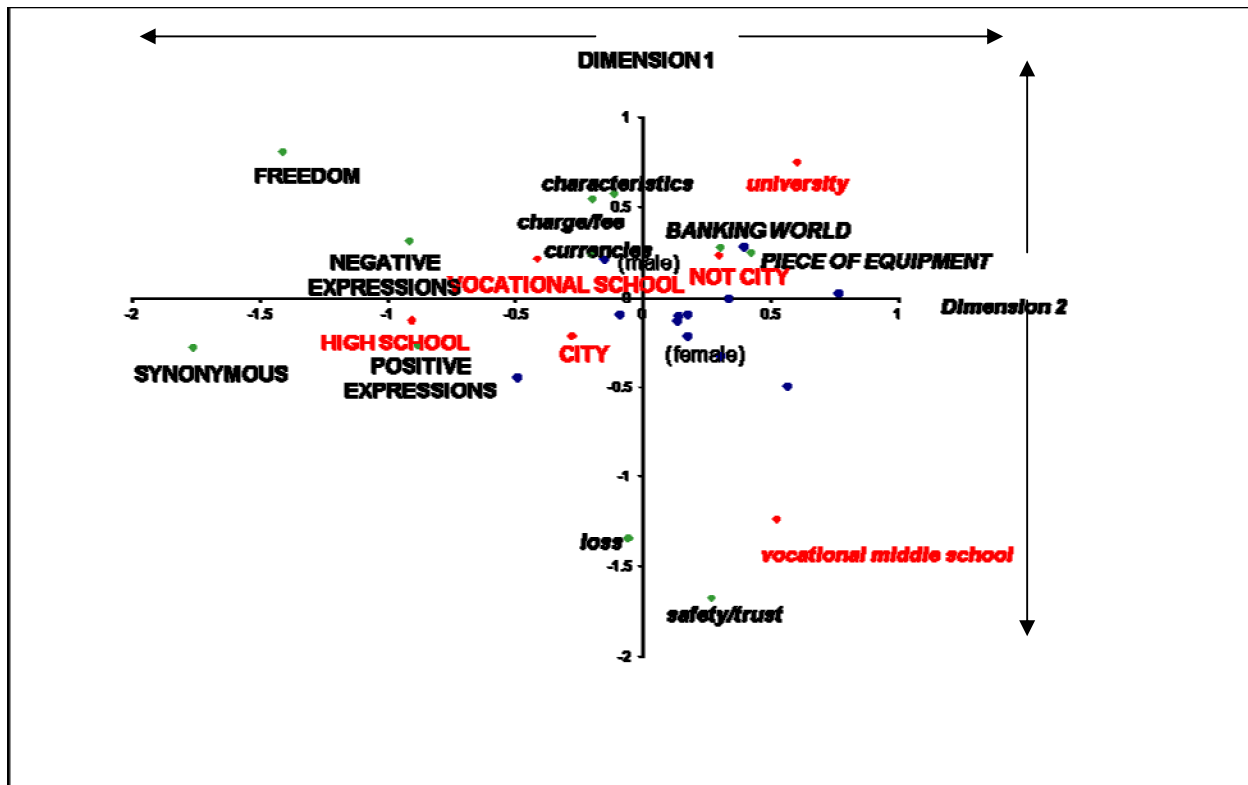 DIMENSION 1
1
FREEDOM
characteristics
university
0.5
charge/fee
BANKING WORLD
currencies
(male)
PIECE OF EQUIPMENT
NEGATIVE
EXPRESSIONS
VOCATIONAL SCHOOL
NOT CITY
0
Dimension 2
-2
-1.5
-1
-0.5
0
0.5
1
HIGH SCHOOL
CITY
(female)
SYNONYMOUS
POSITIVE
EXPRESSIONS
-0.5
-1
loss
-1.5
vocational middle school
safety/trust
-2